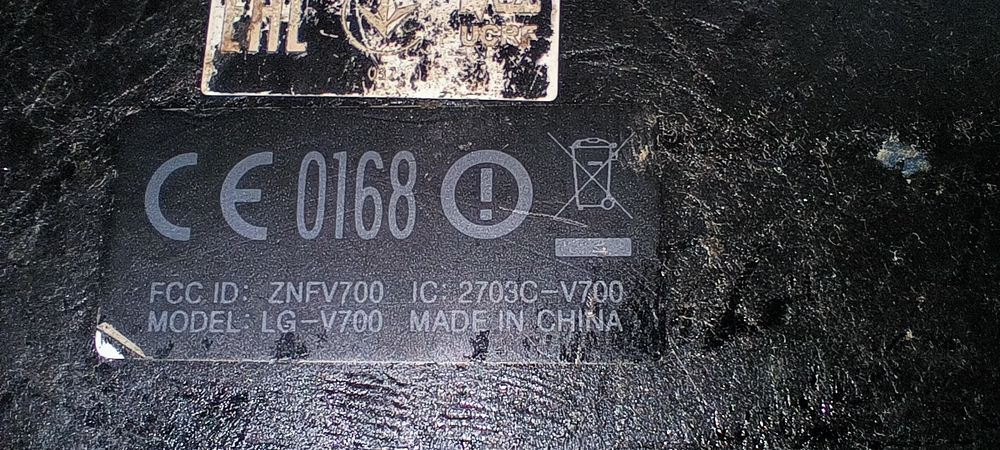 EAC
UCRF
CE 0168
FCC ID: ZNFV700 IC: 2703C-V700
MODEL: LG-V700 MADE IN CHINA